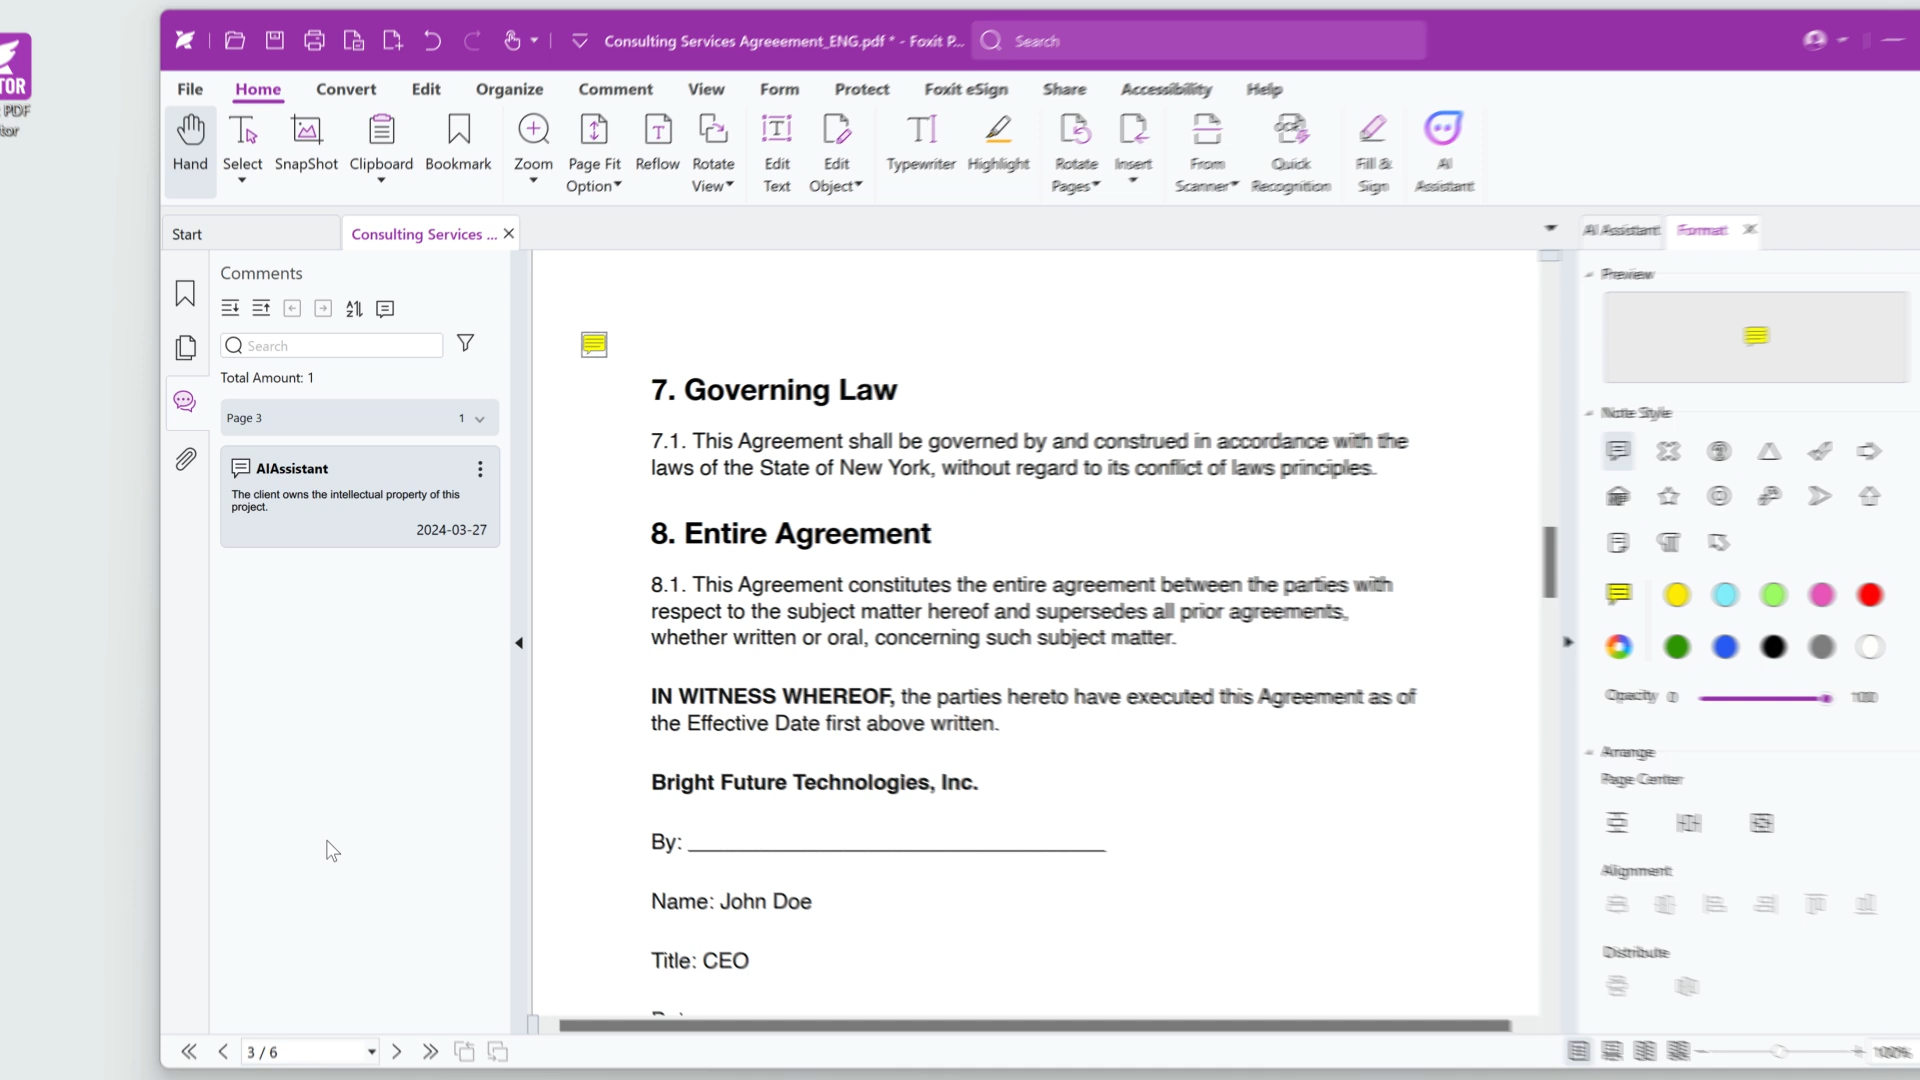 TOR
PDF
tor
Consulting Services Agreeement_ENG.pdf * - Foxit P...
Search
File
Home
Convert
Edit
Organize
Comment
View
Form
Protect
Foxit eSign
Share
Accessibility
Help
Hand
Select
SnapShot
Clipboard
Bookmark
Zoom
Page Fit
Option
Reflow
Rotate
View
Edit
Text
Edit
Object
Typewriter
Highlight
Rotate
Pages
Insert
From
Scanner
Quick
Recognition
Fill &
Sign
AI
Assistant
Start
Consulting Services ...
AI Assistant
Format
Comments
Search
Total Amount: 1
Page 3
1
AIAssistant
The client owns the intellectual property of this
project.
2024-03-27
7. Governing Law
7.1. This Agreement shall be governed by and construed in accordance with the
laws of the State of New York, without regard to its conflict of laws principles.
8. Entire Agreement
8.1. This Agreement constitutes the entire agreement between the parties with
respect to the subject matter hereof and supersedes all prior agreements,
whether written or oral, concerning such subject matter.
IN WITNESS WHEREOF, the parties hereto have executed this Agreement as of
the Effective Date first above written.
Bright Future Technologies, Inc.
By:
Name: John Doe
Title: CEO
Preview
Note Style
Opacity 0
100
Arrange
Page Center
Alignment
Distribute
3 / 6
100%